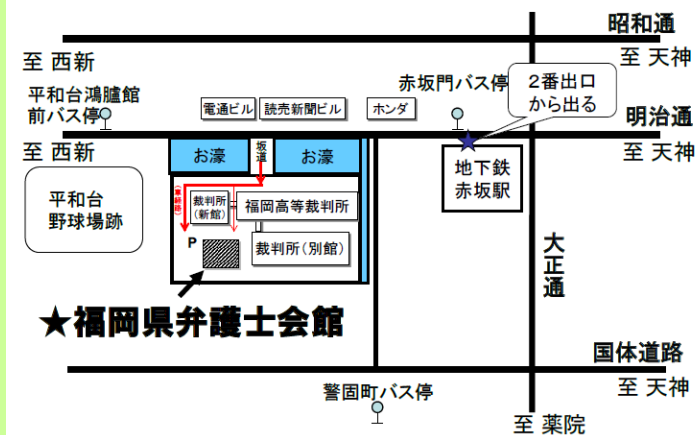 昭和通
至 西新
至 天神
平和台鴻臚館
前バス停
電通ビル
読売新聞ビル
ホンダ
赤坂門バス停
2番出口
から出る
明治通
至 西新
至 天神
お濠
坂道
お濠
地下鉄
赤坂駅
平和台
野球場跡
裁判所
(新館)
福岡高等裁判所
P
裁判所(別館)
大正通
★福岡県弁護士会館
国体道路
至 天神
警固町バス停
至 薬院